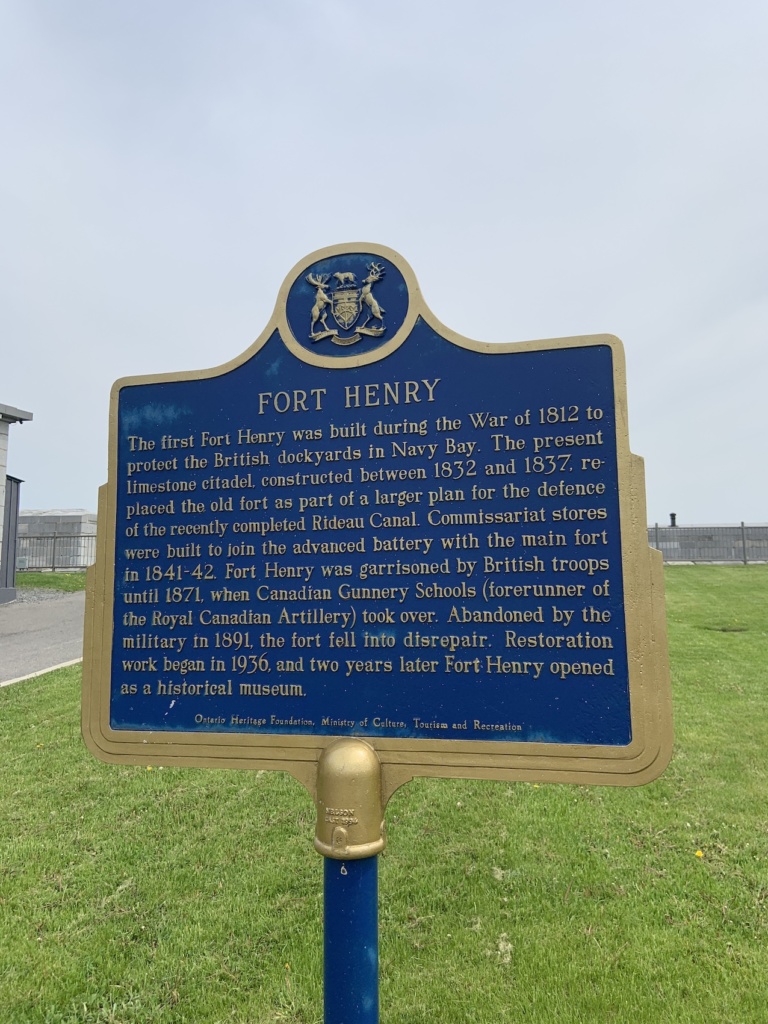 FORT HENRY
The first Fort Henry was built during the War of 1812 to
protect the British dockyards in Navy Bay. The present
limestone citadel, constructed between 1832 and 1837, re-
placed the old fort as part of a larger plan for the defence
of the recently completed Rideau Canal. Commissariat stores
were built to join the advanced battery with the main fort
in 1841-42. Fort Henry was garrisoned by British troops
until 1871, when Canadian Gunnery Schools (forerunner of
the Royal Canadian Artillery) took over. Abandoned by the
military in 1891, the fort fell into disrepair. Restoration
work began in 1936, and two years later Fort Henry opened
as a historical museum.
Ontario Heritage Foundation, Ministry of Culture, Tourism and Recreation